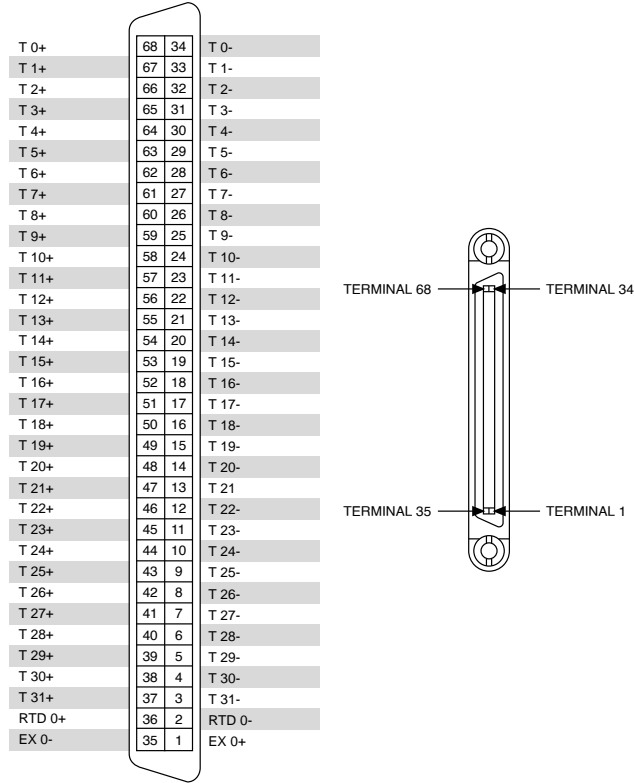 T 0+ 68 34 T 0-
T 1+ 67 33 T 1-
T 2+ 66 32 T 2-
T 3+ 65 31 T 3-
T 4+ 64 30 T 4-
T 5+ 63 29 T 5-
T 6+ 62 28 T 6-
T 7+ 61 27 T 7-
T 8+ 60 26 T 8-
T 9+ 59 25 T 9-
T 10+ 58 24 T 10-
T 11+ 57 23 T 11-
T 12+ 56 22 T 12-
T 13+ 55 21 T 13-
T 14+ 54 20 T 14-
T 15+ 53 19 T 15-
T 16+ 52 18 T 16-
T 17+ 51 17 T 17-
T 18+ 50 16 T 18-
T 19+ 49 15 T 19-
T 20+ 48 14 T 20-
T 21+ 47 13 T 21
T 22+ 46 12 T 22-
T 23+ 45 11 T 23-
T 24+ 44 10 T 24-
T 25+ 43 9 T 25-
T 26+ 42 8 T 26-
T 27+ 41 7 T 27-
T 28+ 40 6 T 28-
T 29+ 39 5 T 29-
T 30+ 38 4 T 30-
T 31+ 37 3 T 31-
RTD 0+ 36 2 RTD 0-
EX 0- 35 1 EX 0+
TERMINAL 68 TERMINAL 34
TERMINAL 35 TERMINAL 1